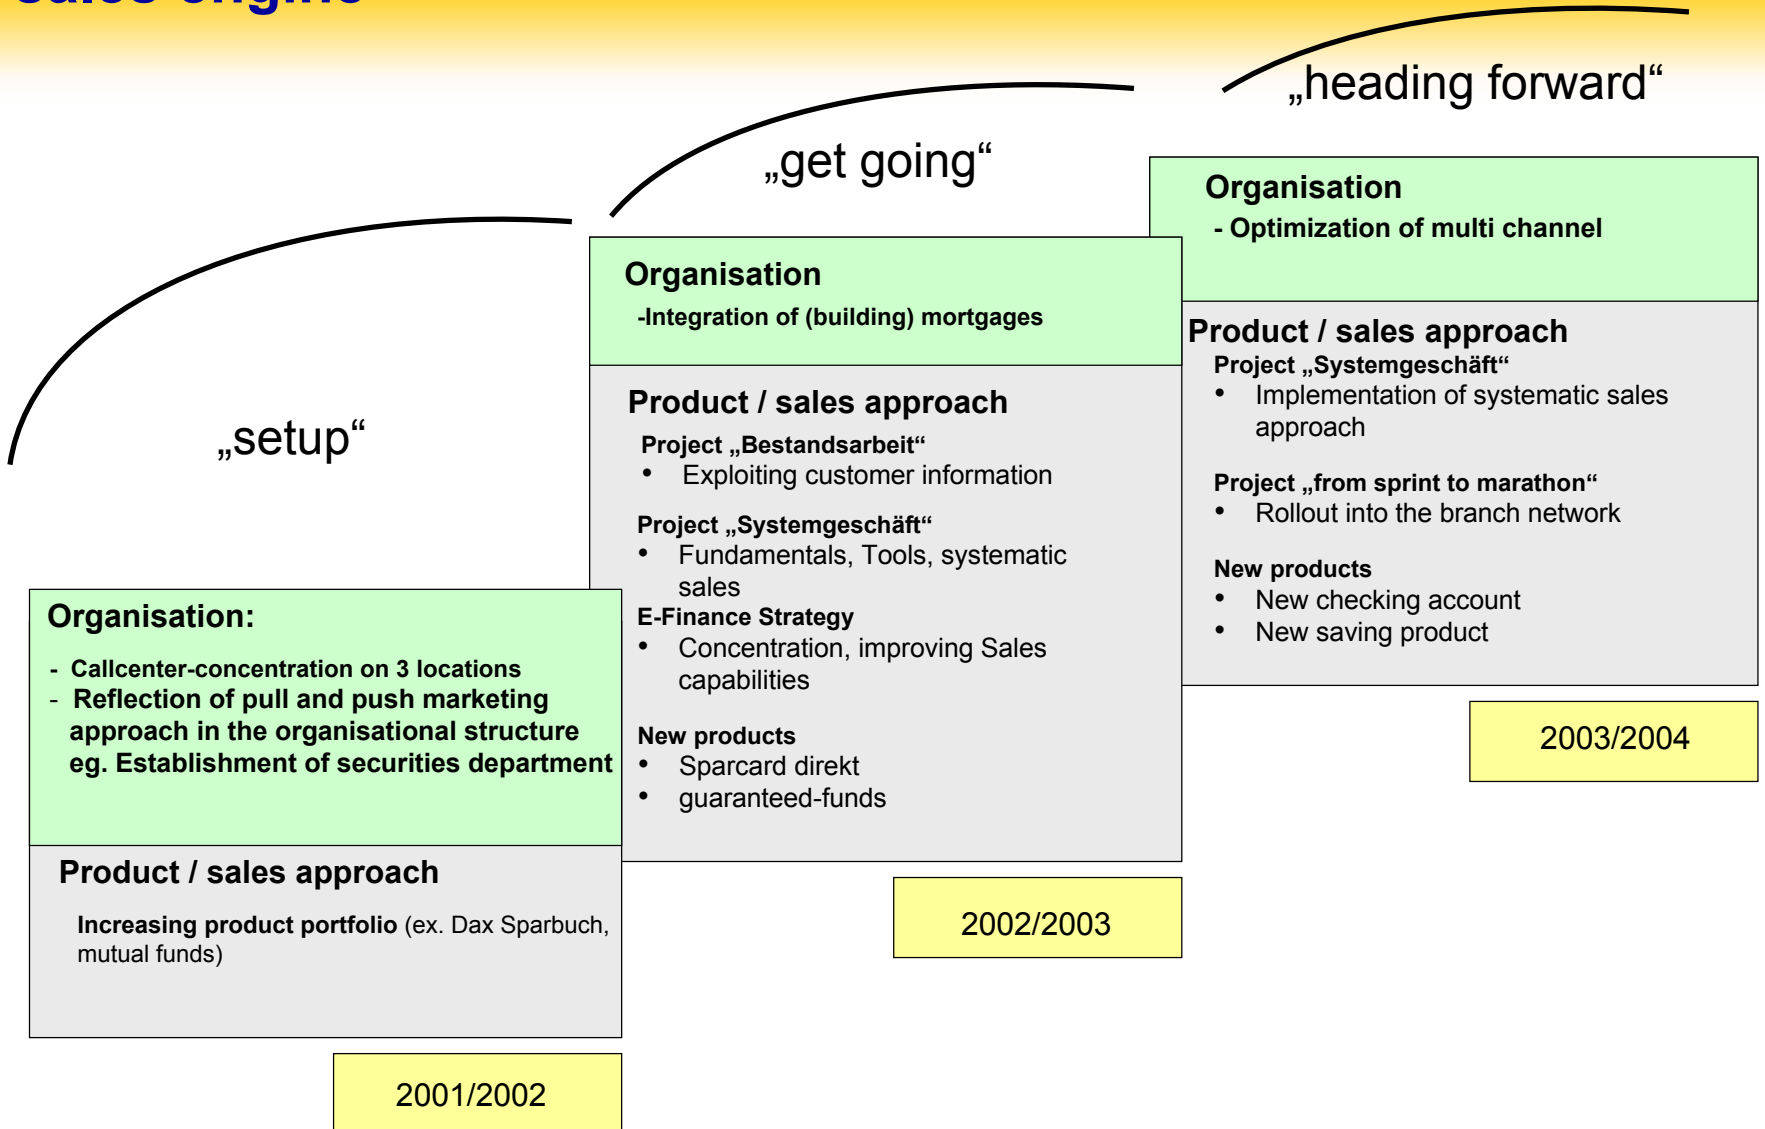 sales engine
„heading forward“
„get going“
„setup“
Organisation:
- Callcenter-concentration on 3 locations
- Reflection of pull and push marketing
approach in the organisational structure
eg. Establishment of securities department
Product / sales approach
Increasing product portfolio (ex. Dax Sparbuch,
mutual funds)
2001/2002
Organisation
-Integration of (building) mortgages
Product / sales approach
Project „Bestandsarbeit“
• Exploiting customer information
Project „Systemgeschäft“
• Fundamentals, Tools, systematic
sales
E-Finance Strategy
• Concentration, improving Sales
capabilities
New products
• Sparcard direkt
• guaranteed-funds
2002/2003
Organisation
- Optimization of multi channel
Product / sales approach
Project „Systemgeschäft“
• Implementation of systematic sales
approach
Project „from sprint to marathon“
• Rollout into the branch network
New products
• New checking account
• New saving product
2003/2004